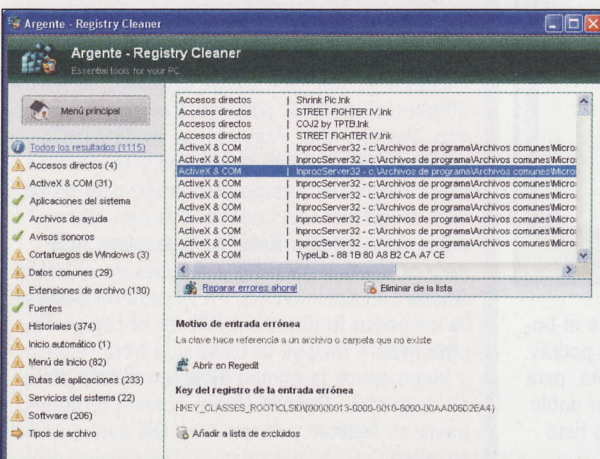 Argente - Registry Cleaner
Argente - Registry Cleaner
Essential tools for your PC
Menú principal
Todos los resultados (1115)
Accesos directos (4)
ActiveX & COM (31)
Aplicaciones del sistema
Archivos de ayuda
Avisos sonoros
Cortafuegos de Windows (3)
Datos comunes (29)
Extensiones de archivo (130)
Fuentes
Historiales (374)
Inicio automático (1)
Menú de Inicio (82)
Rutas de aplicaciones (233)
Servicios del sistema (22)
Software (206)
Tipos de archivo
Accesos directos | Shrink Pic.lnk
Accesos directos | STREET FIGHTER IV.lnk
Accesos directos | COJ2 by TPTB.lnk
Accesos directos | STREET FIGHTER IV.lnk
ActiveX & COM | InprocServer32 - c:\Archivos de programa\Archivos comunes\Micro
ActiveX & COM | InprocServer32 - c:\Archivos de programa\Archivos comunes\Micro
ActiveX & COM | InprocServer32 - c:\Archivos de programa\Archivos comunes\Micro
ActiveX & COM | InprocServer32 - c:\Archivos de programa\Archivos comunes\Micro
ActiveX & COM | InprocServer32 - c:\Archivos de programa\Archivos comunes\Micro
ActiveX & COM | InprocServer32 - c:\Archivos de programa\Archivos comunes\Micro
ActiveX & COM | InprocServer32 - c:\Archivos de programa\Archivos comunes\Micro
ActiveX & COM | InprocServer32 - c:\Archivos de programa\Archivos comunes\Micro
ActiveX & COM | InprocServer32 - c:\Archivos de programa\Archivos comunes\Micro
ActiveX & COM | TypeLib - 88 1B 80 A8 B2 CA A7 CE
Reparar errores ahora! Eliminar de la lista
Motivo de entrada errónea
La clave hace referencia a un archivo o carpeta que no existe
Abrir en Regedit
Key del registro de la entrada errónea
HKEY_CLASSES_ROOT\CLSID\{00000013-0000-0010-8000-00AA006D2EA4}
Añadir a lista de excluidos